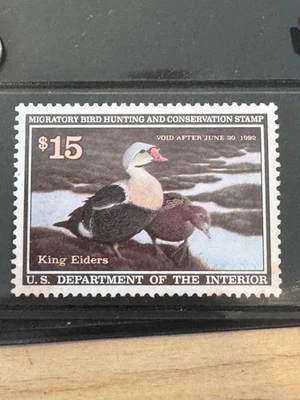 MIGRATORY BIRD HUNTING AND CONSERVATION STAMP
$15
VOID AFTER JUNE 30, 1992
King Eiders
U.S. DEPARTMENT OF THE INTERIOR